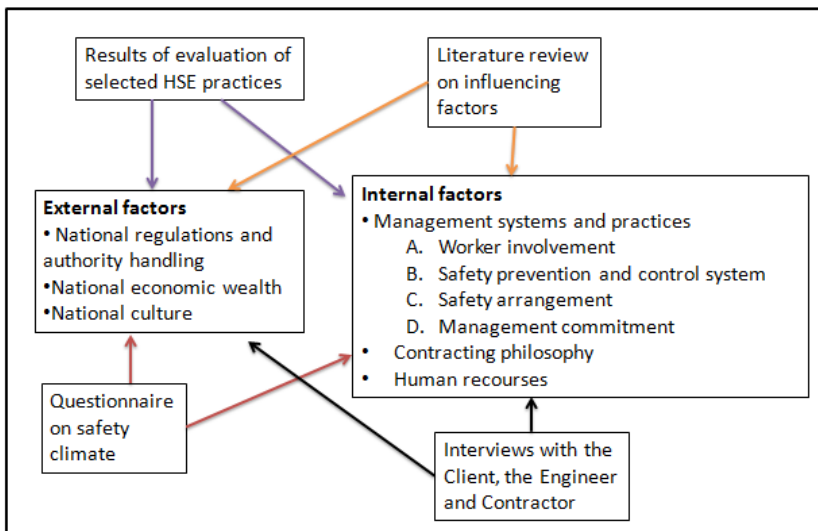 Results of evaluation of
selected HSE practices
Literature review
on influencing
factors
External factors
• National regulations and
authority handling
•National economic wealth
•National culture
Internal factors
• Management systems and practices
A. Worker involvement
B. Safety prevention and control system
C. Safety arrangement
D. Management commitment
• Contracting philosophy
• Human recourses
Questionnaire
on safety
climate
Interviews with the
Client, the Engineer
and Contractor